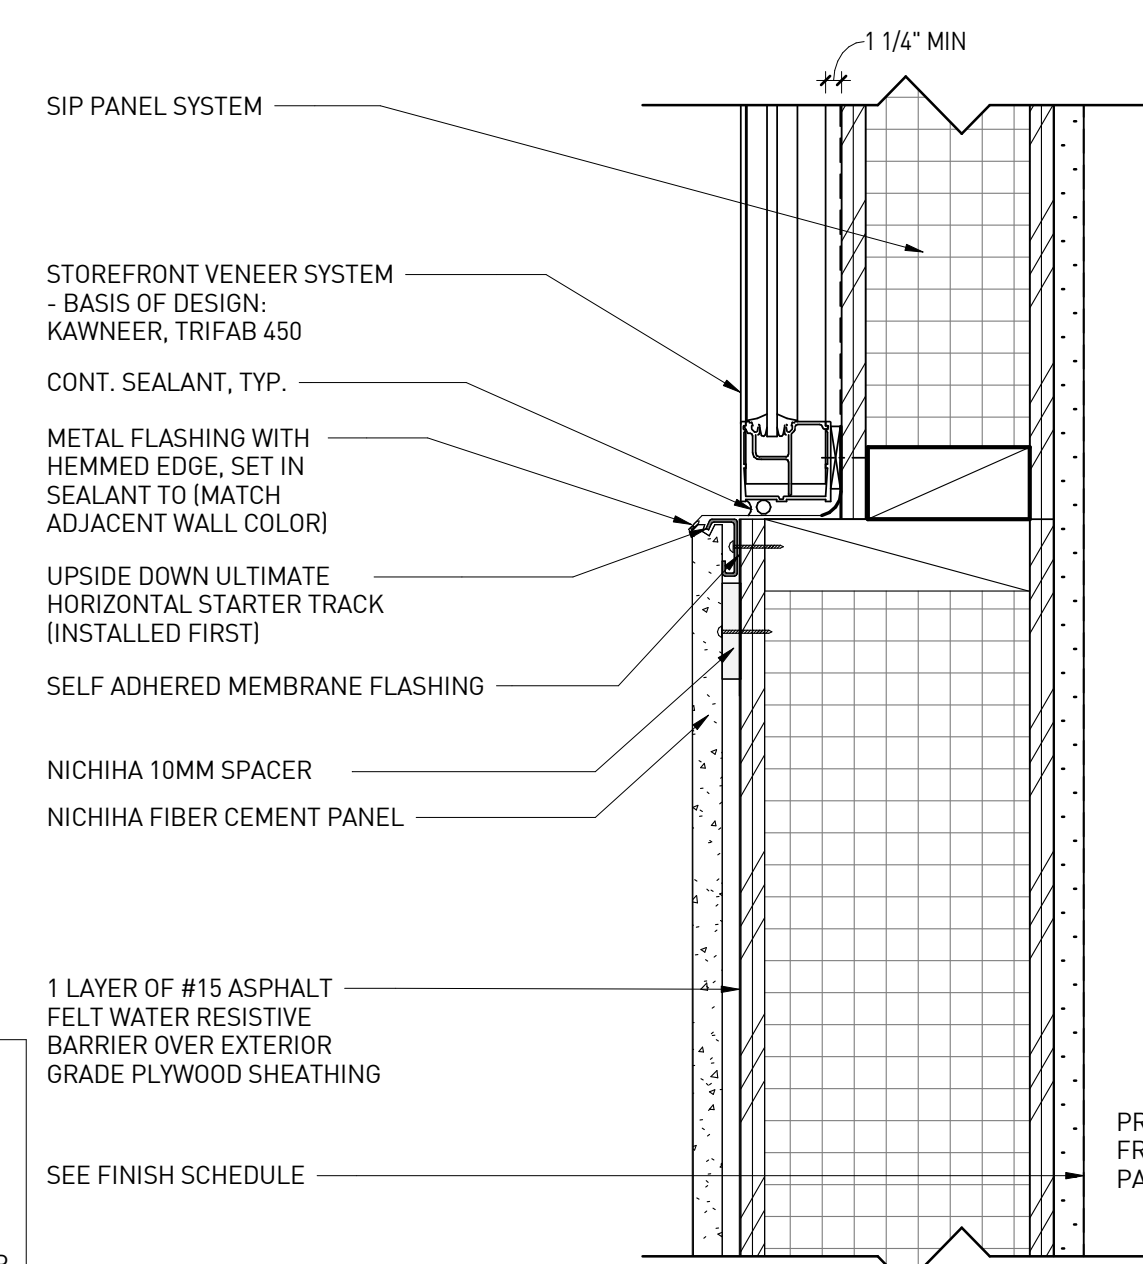 1 1/4" MIN
SIP PANEL SYSTEM
STOREFRONT VENEER SYSTEM
- BASIS OF DESIGN:
KAWNEER, TRIFAB 450
CONT. SEALANT, TYP.
METAL FLASHING WITH
HEMMED EDGE, SET IN
SEALANT TO (MATCH
ADJACENT WALL COLOR)
UPSIDE DOWN ULTIMATE
HORIZONTAL STARTER TRACK
(INSTALLED FIRST)
SELF ADHERED MEMBRANE FLASHING
NICHIHA 10MM SPACER
NICHIHA FIBER CEMENT PANEL
1 LAYER OF #15 ASPHALT
FELT WATER RESISTIVE
BARRIER OVER EXTERIOR
GRADE PLYWOOD SHEATHING
SEE FINISH SCHEDULE
PR
FR
PA